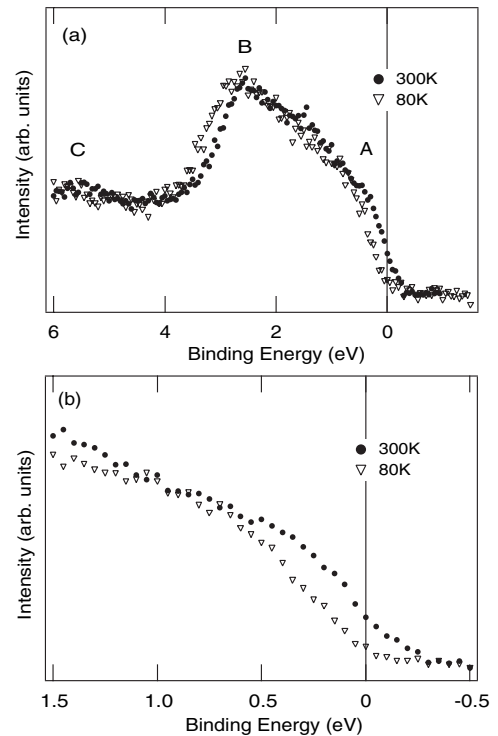 (a)
B
300K
80K
C
A
Intensity (arb. units)
6 4 2 0
Binding Energy (eV)
(b)
300K
80K
Intensity (arb. units)
1.5 1.0 0.5 0 -0.5
Binding Energy (eV)